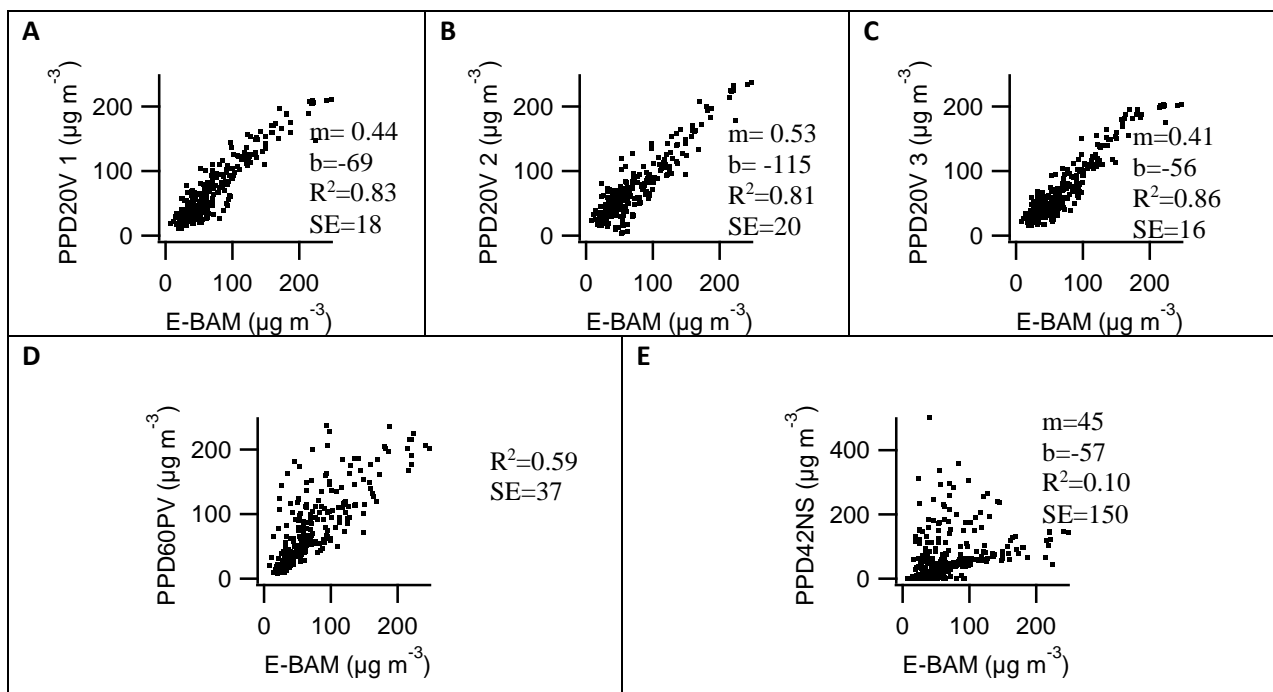 A
PPD20V 1 (µg m⁻³)
200
100
0
m= 0.44
b=-69
R²=0.83
SE=18
0 100 200
E-BAM (µg m⁻³)
B
PPD20V 2 (µg m⁻³)
200
100
0
m= 0.53
b= -115
R²=0.81
SE=20
0 100 200
E-BAM (µg m⁻³)
C
PPD20V 3 (µg m⁻³)
200
100
0
m=0.41
b=-56
R²=0.86
SE=16
0 100 200
E-BAM (µg m⁻³)
D
PPD60PV (µg m⁻³)
200
100
0
R²=0.59
SE=37
0 100 200
E-BAM (µg m⁻³)
E
PPD42NS (µg m⁻³)
400
200
0
m=45
b=-57
R²=0.10
SE=150
0 100 200
E-BAM (µg m⁻³)